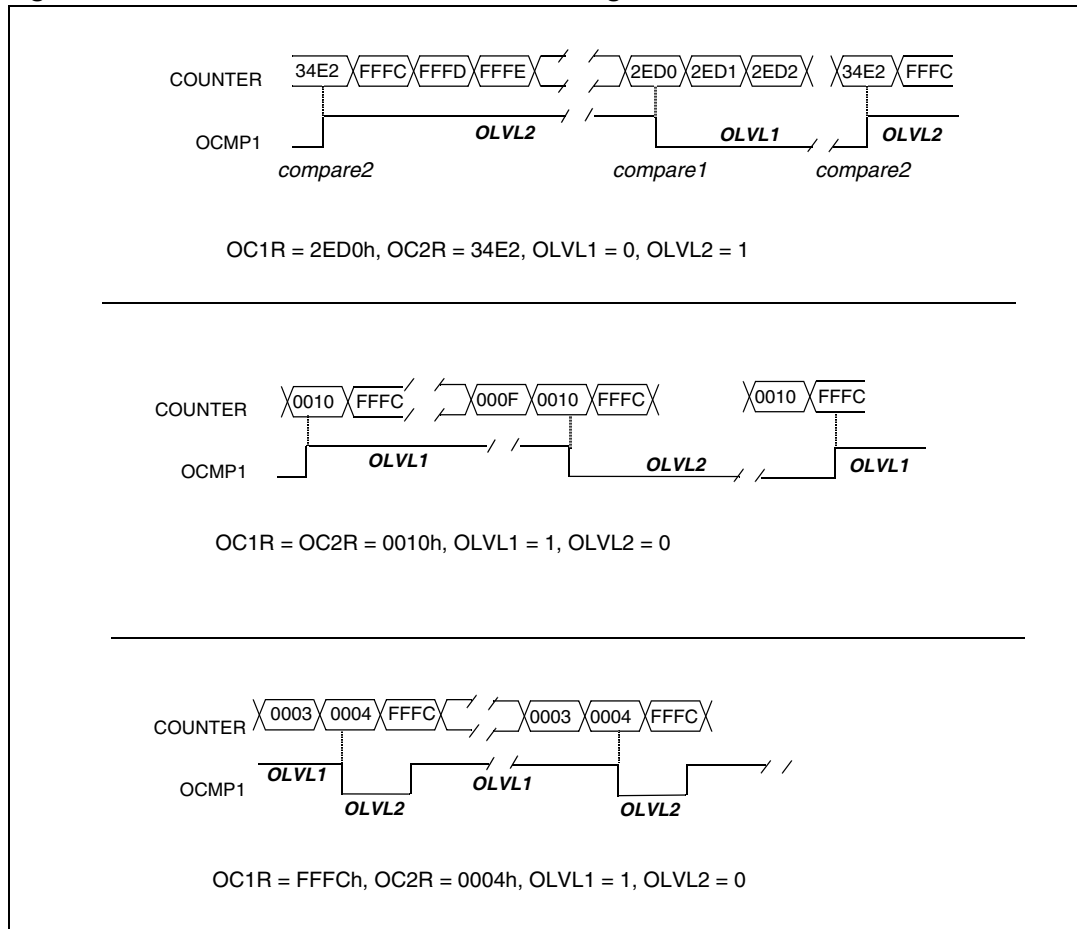 COUNTER 34E2 FFFC FFFD FFFE 2ED0 2ED1 2ED2 34E2 FFFC
OCMP1 OLVL2 OLVL1 OLVL2
compare2 compare1 compare2
OC1R = 2ED0h, OC2R = 34E2, OLVL1 = 0, OLVL2 = 1
COUNTER 0010 FFFC 000F 0010 FFFC 0010 FFFC
OCMP1 OLVL1 OLVL2 OLVL1
OC1R = OC2R = 0010h, OLVL1 = 1, OLVL2 = 0
COUNTER 0003 0004 FFFC 0003 0004 FFFC
OCMP1 OLVL1 OLVL2 OLVL1 OLVL2
OC1R = FFFCh, OC2R = 0004h, OLVL1 = 1, OLVL2 = 0